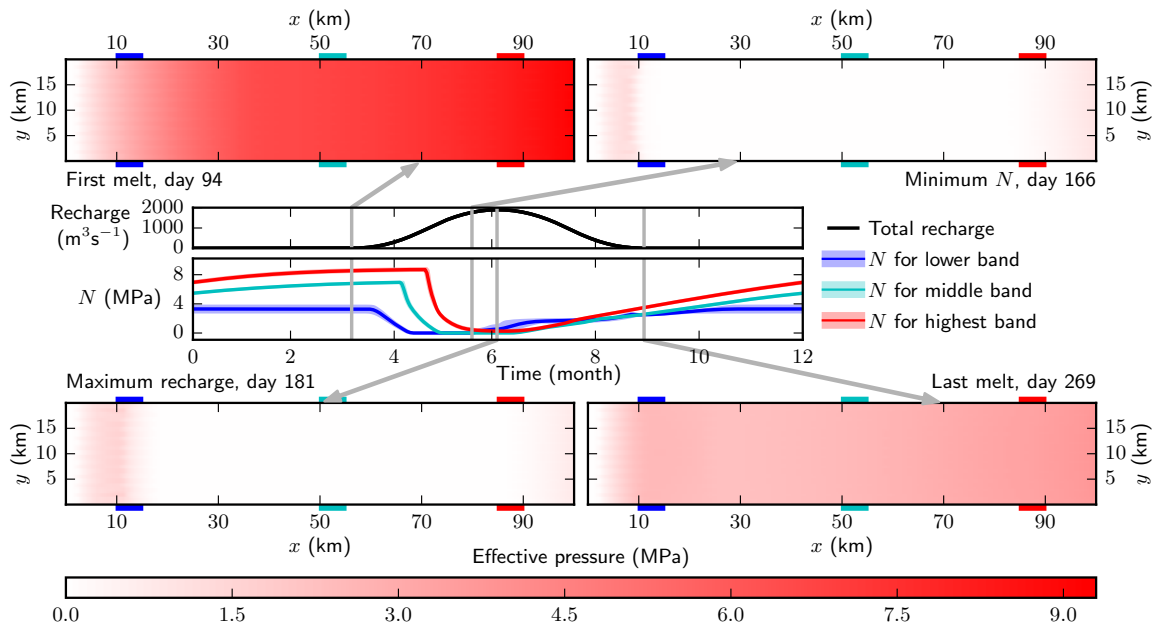 x (km)
x (km)
10 30 50 70 90
10 30 50 70 90
y (km)
15
10
5
15
10
5
y (km)
First melt, day 94
Minimum N, day 166
Recharge
(m³s⁻¹)
2000
1000
0
N (MPa)
8
4
0
0 2 4 6 8 10 12
Time (month)
Total recharge
N for lower band
N for middle band
N for highest band
Maximum recharge, day 181
Last melt, day 269
y (km)
15
10
5
15
10
5
y (km)
10 30 50 70 90
10 30 50 70 90
x (km)
x (km)
Effective pressure (MPa)
0.0 1.5 3.0 4.5 6.0 7.5 9.0